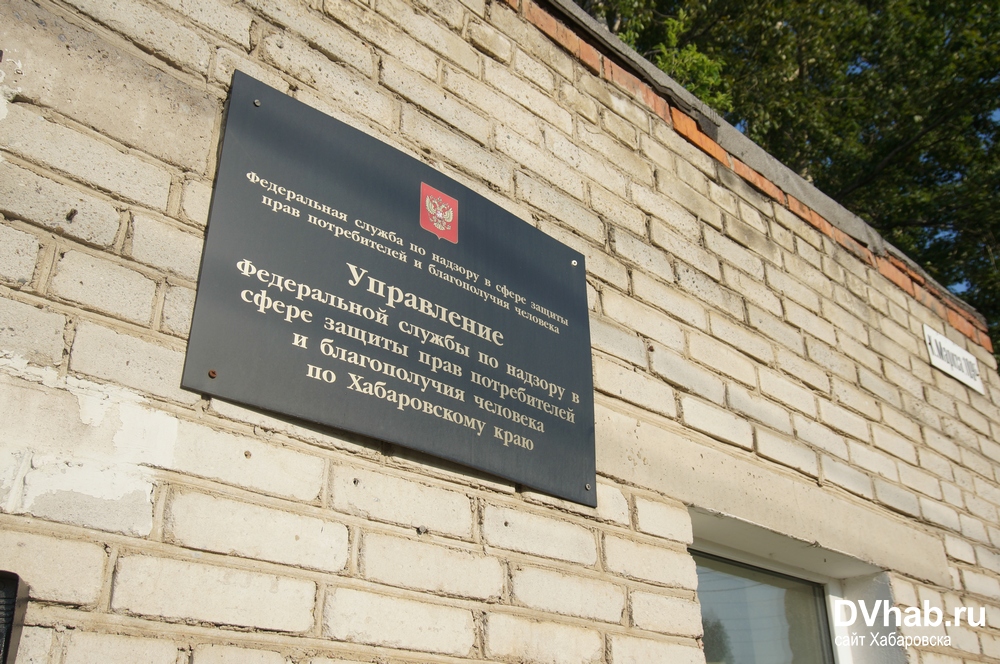 Федеральная служба по надзору в сфере защиты
прав потребителей и благополучия человека
Управление
Федеральной службы по надзору в
сфере защиты прав потребителей
и благополучия человека
по Хабаровскому краю
К. Маркса
DVhab.ru
сайт Хабаровска